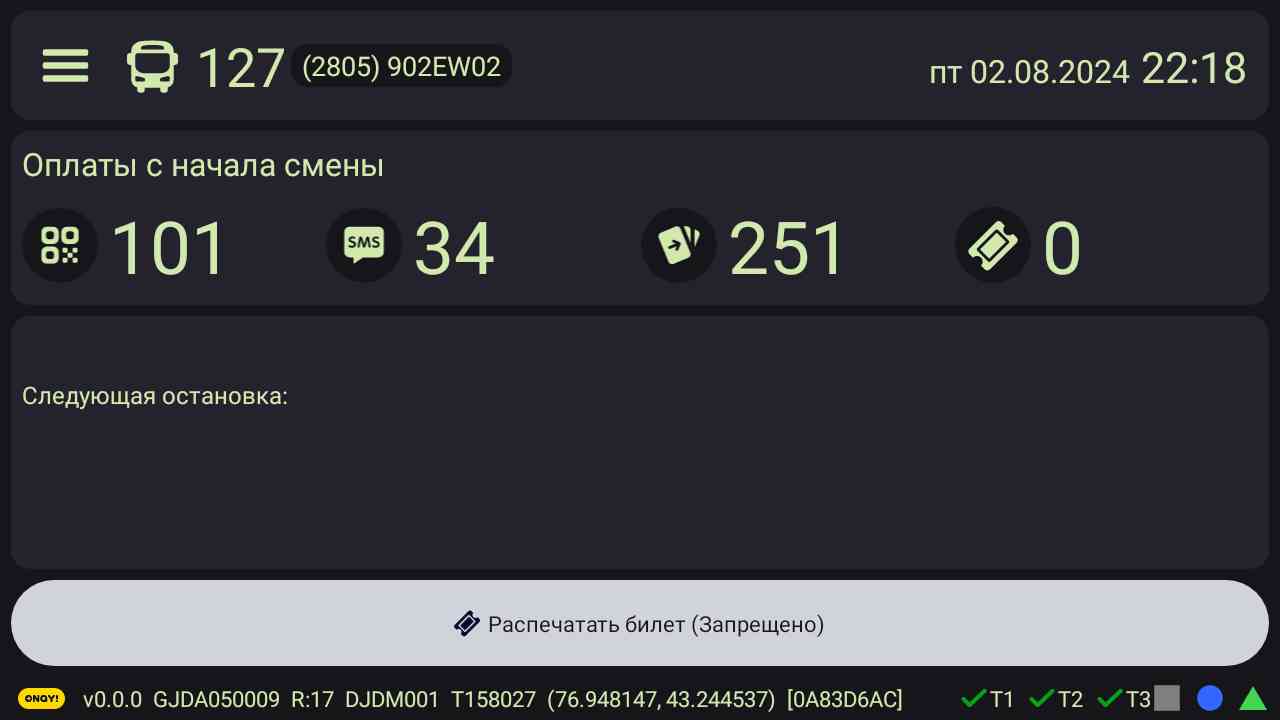 127 (2805) 902EW02 пт 02.08.2024 22:18
Оплаты с начала смены
101 SMS 34 251 0
Следующая остановка:
Распечатать билет (Запрещено)
ONAY! v0.0.0 GJDA050009 R:17 DJDM001 T158027 (76.948147, 43.244537) [0A83D6AC] T1 T2 T3